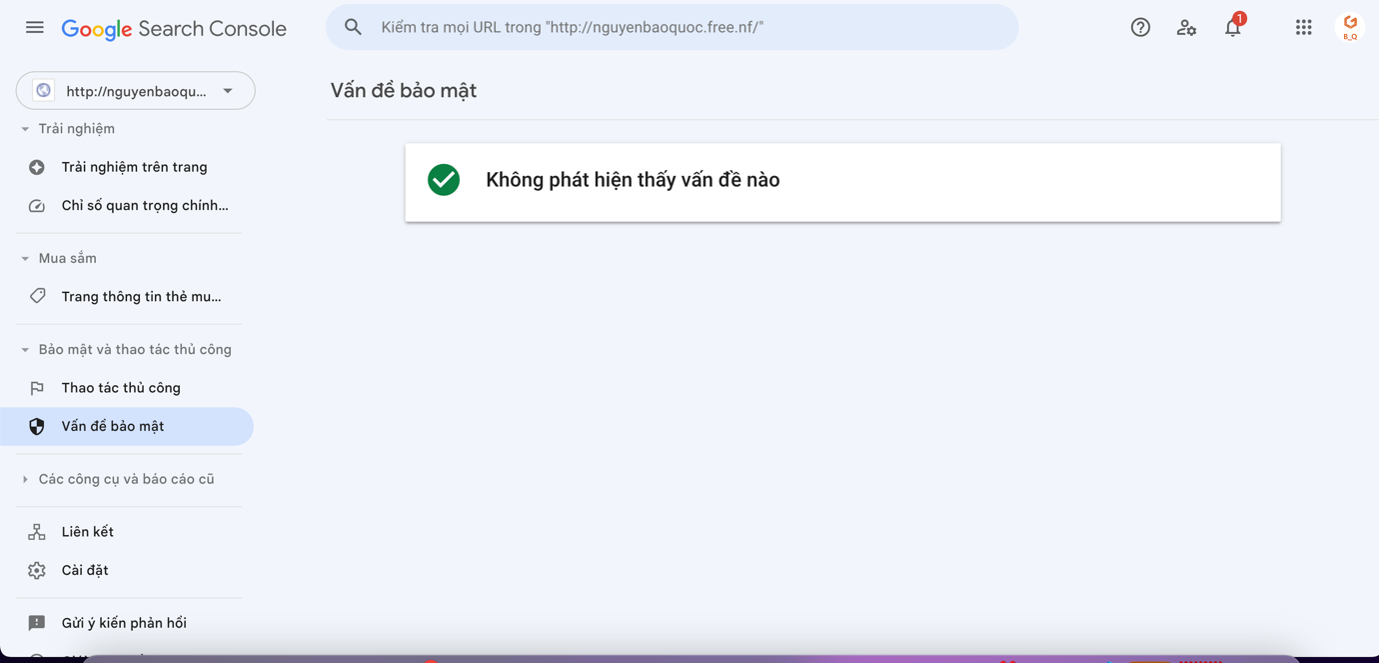 Google Search Console
Kiểm tra mọi URL trong "http://nguyenbaoquoc.free.nf/"
1
B_Q
http://nguyenbaoqu...
Vấn đề bảo mật
Trải nghiệm
Không phát hiện thấy vấn đề nào
Trải nghiệm trên trang
Chỉ số quan trọng chính...
Mua sắm
Trang thông tin thẻ mu...
Bảo mật và thao tác thủ công
Thao tác thủ công
Vấn đề bảo mật
Các công cụ và báo cáo cũ
Liên kết
Cài đặt
Gửi ý kiến phản hồi